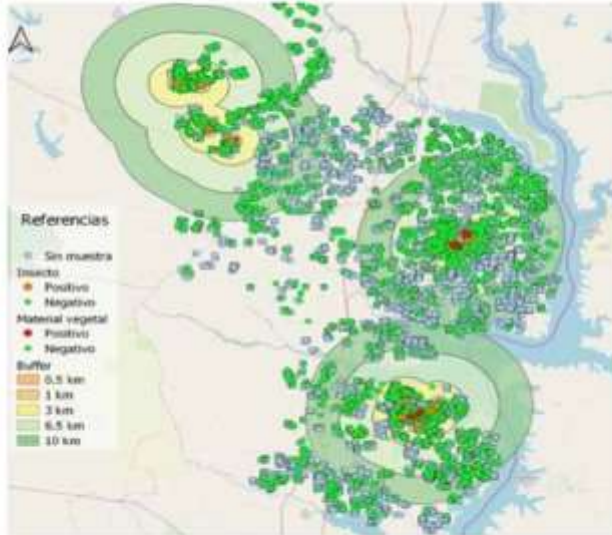 Referencias
Sin muestra
Insecto
Positivo
Negativo
Material vegetal
Positivo
Negativo
Buffer
0.5 km
1 km
3 km
6.5 km
10 km